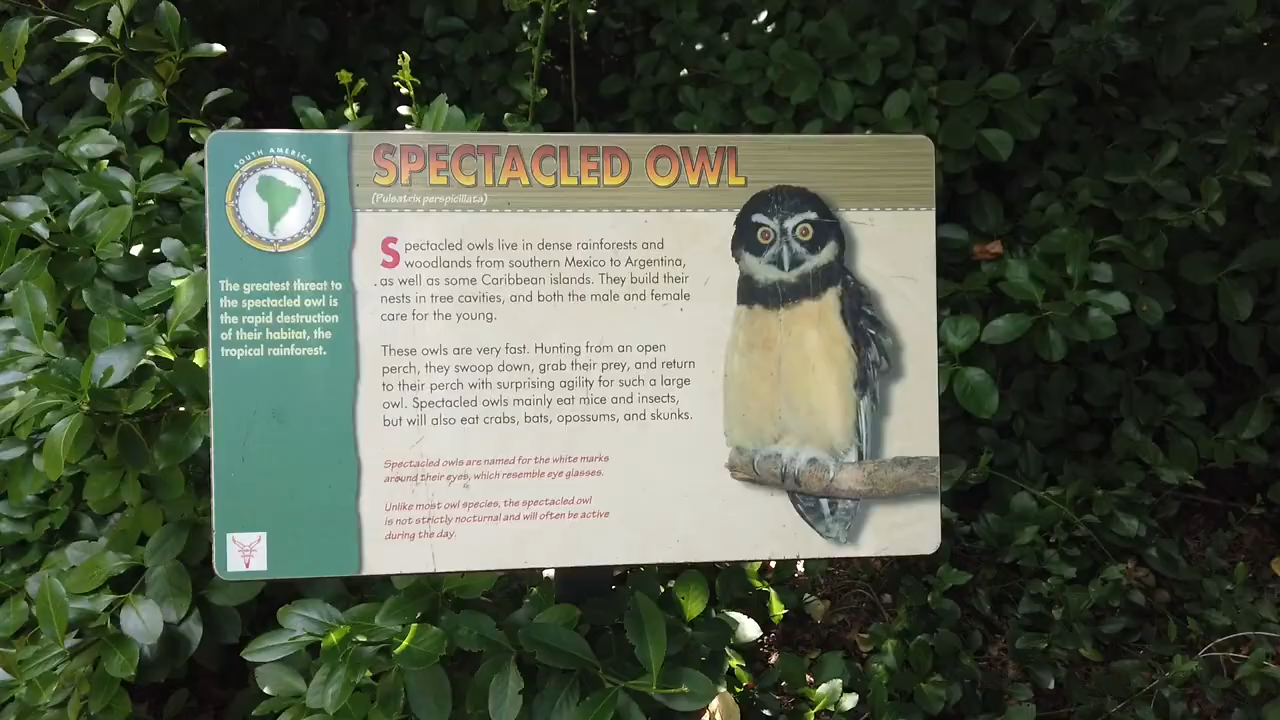 SOUTH AMERICA
The greatest threat to
the spectacled owl is
the rapid destruction
of their habitat, the
tropical rainforest.
SPECTACLED OWL
(Pulsatrix perspicillata)
Spectacled owls live in dense rainforests and
woodlands from southern Mexico to Argentina,
as well as some Caribbean islands. They build their
nests in tree cavities, and both the male and female
care for the young.
These owls are very fast. Hunting from an open
perch, they swoop down, grab their prey, and return
to their perch with surprising agility for such a large
owl. Spectacled owls mainly eat mice and insects,
but will also eat crabs, bats, opossums, and skunks.
Spectacled owls are named for the white marks
around their eyes, which resemble eye glasses.
Unlike most owl species, the spectacled owl
is not strictly nocturnal and will often be active
during the day.